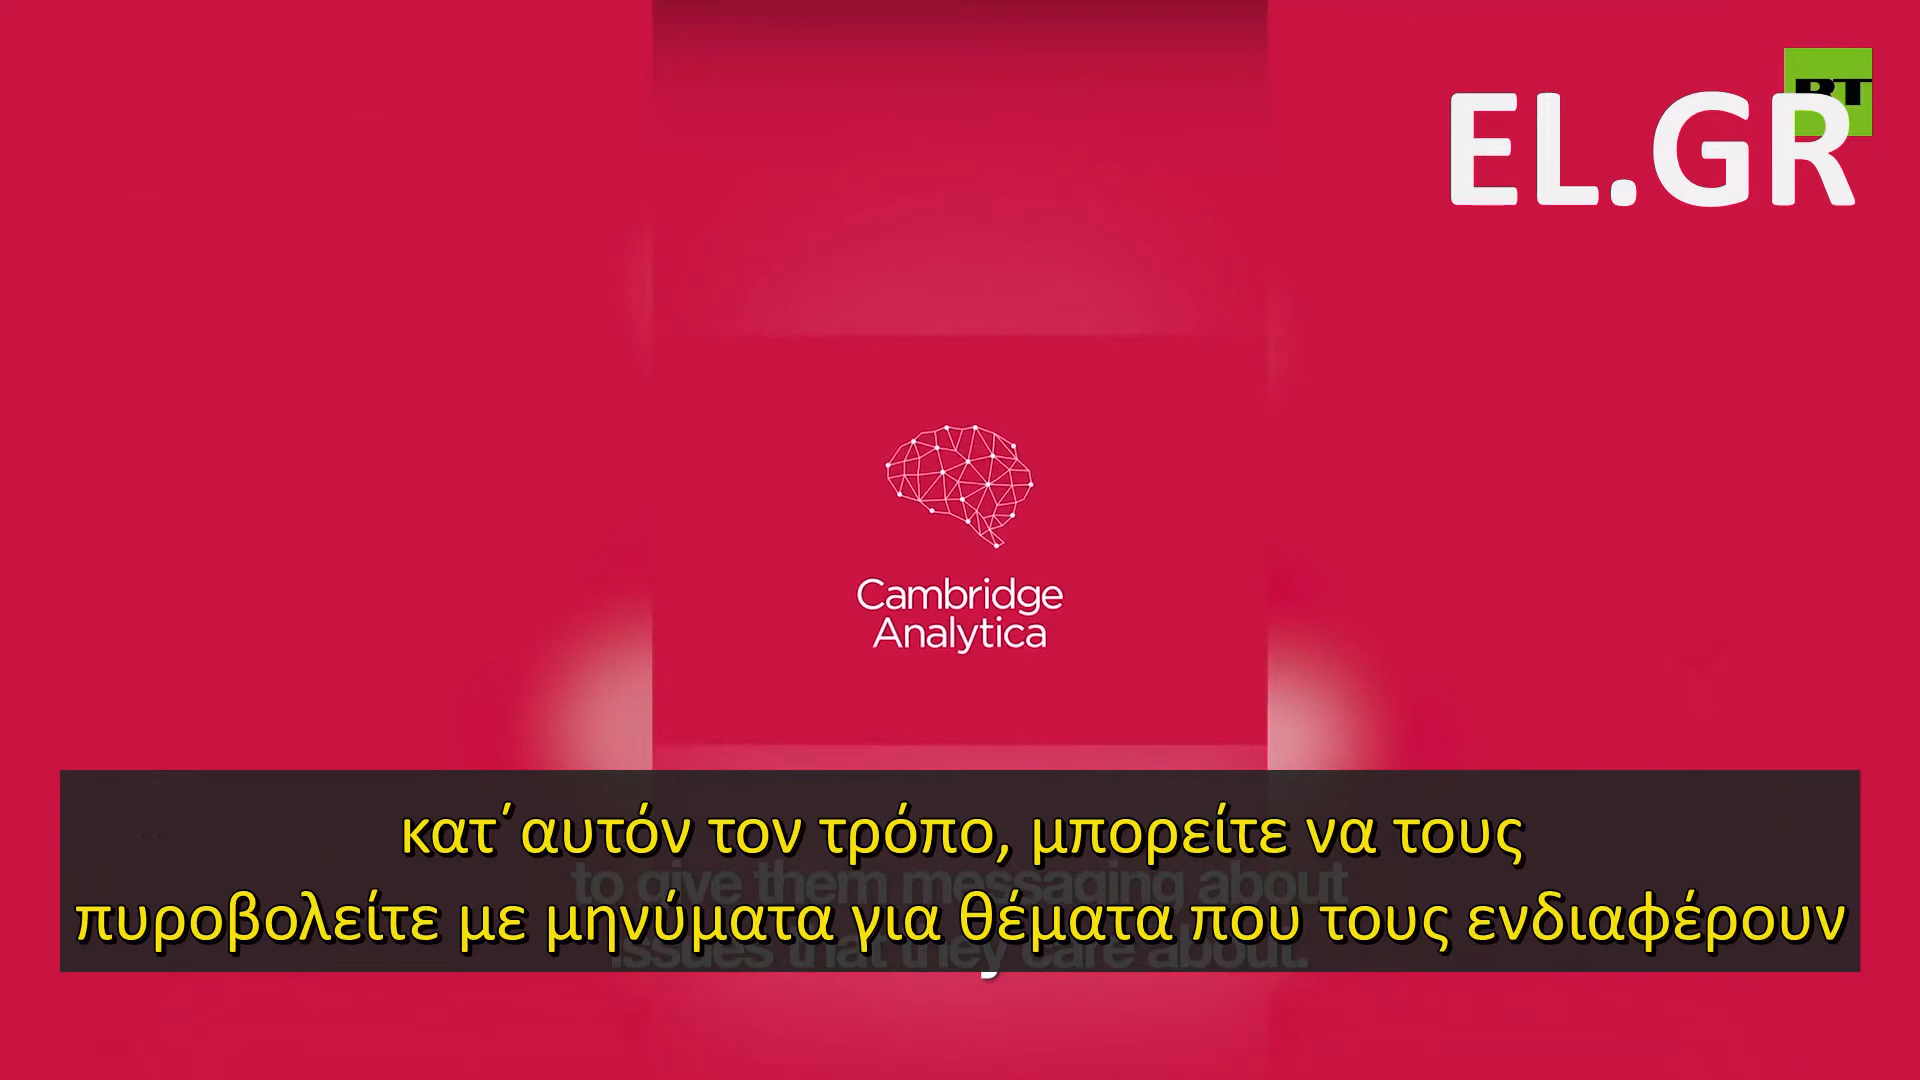 RT
EL.GR
Cambridge
Analytica
κατ΄αυτόν τον τρόπο, μπορείτε να τους
to give them messaging about
πυροβολείτε με μηνύματα για θέματα που τους ενδιαφέρουν
issues that they care about.